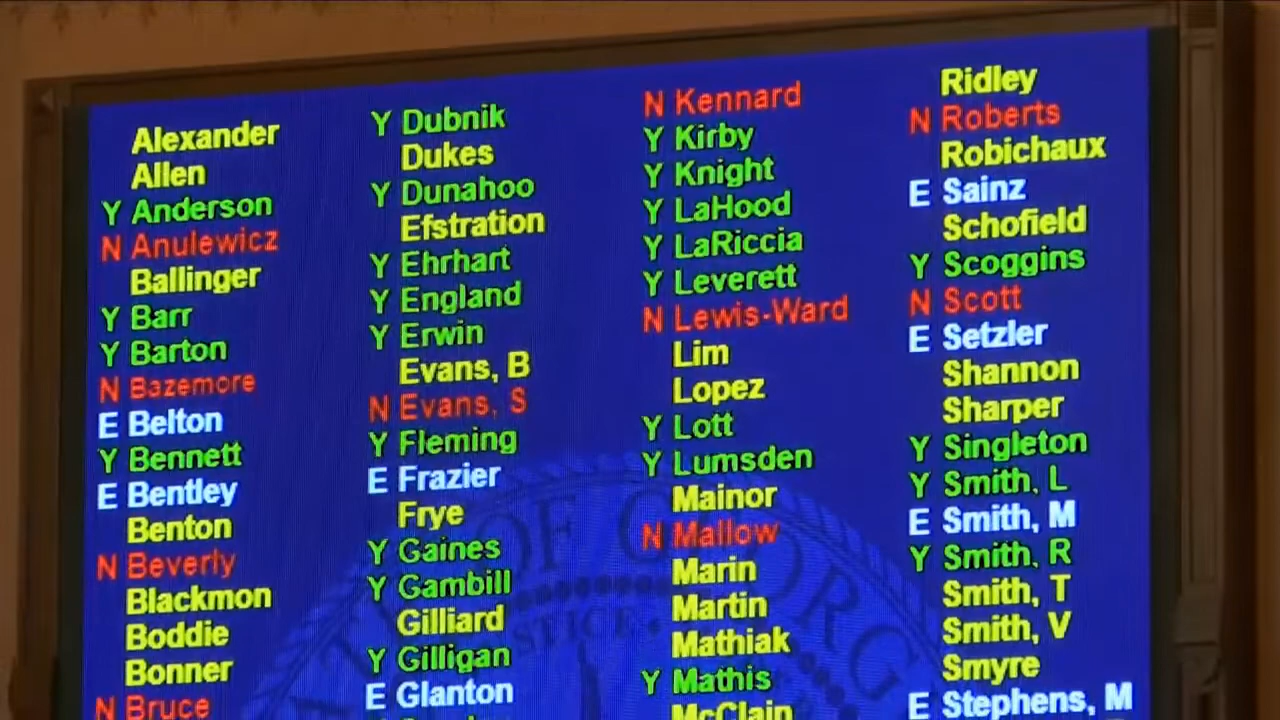 Alexander
Allen
Y Anderson
N Anulewicz
Ballinger
Y Barr
Y Barton
N Bazemore
E Belton
Y Bennett
E Bentley
Benton
N Beverly
Blackmon
Boddie
Bonner
N Bruce
Y Dubnik
Dukes
Y Dunahoo
Efstration
Y Ehrhart
Y England
Y Erwin
Evans, B
N Evans, S
Y Fleming
E Frazier
Frye
Y Gaines
Y Gambill
Gilliard
Y Gilligan
E Glanton
N Kennard
Y Kirby
Y Knight
Y LaHood
Y LaRiccia
Y Leverett
N Lewis-Ward
Lim
Lopez
Y Lott
Y Lumsden
Mainor
N Mallow
Marin
Martin
Mathiak
Y Mathis
McClain
Ridley
N Roberts
Robichaux
E Sainz
Schofield
Y Scoggins
N Scott
E Setzler
Shannon
Sharper
Y Singleton
Y Smith, L
E Smith, M
Y Smith, R
Smith, T
Smith, V
Smyre
E Stephens, M
OF GEORG